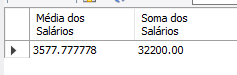 Média dos Soma dos
Salários Salários
3577.777778 32200.00